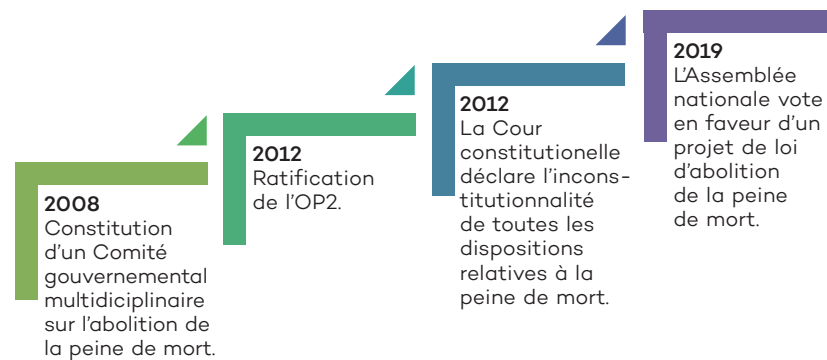 2008
Constitution
d'un Comité
gouvernemental
multidiciplinaire
sur l'abolition de
la peine de mort.
2012
Ratification
de l'OP2.
2012
La Cour
constitutionelle
déclare l'incons-
titutionnalité
de toutes les
dispositions
relatives à la
peine de mort.
2019
L'Assemblée
nationale vote
en faveur d'un
projet de loi
d'abolition
de la peine
de mort.